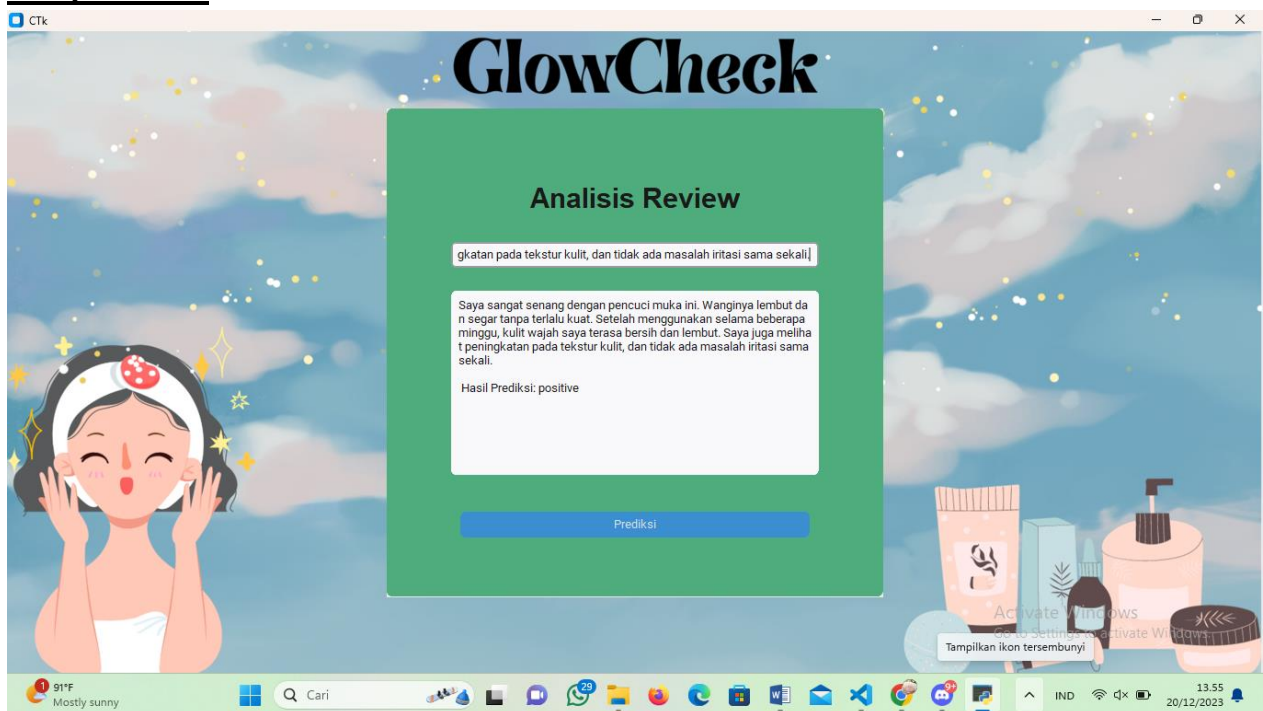 CTk
GlowCheck
Analisis Review
gkatan pada tekstur kulit, dan tidak ada masalah iritasi sama sekali.
Saya sangat senang dengan pencuci muka ini. Wanginya lembut da
n segar tanpa terlalu kuat. Setelah menggunakan selama beberapa
minggu, kulit wajah saya terasa bersih dan lembut. Saya juga meliha
t peningkatan pada tekstur kulit, dan tidak ada masalah iritasi sama
sekali.
Hasil Prediksi: positive
Prediksi
Activate Windows
Go to Settings to activate Windows.
Tampilkan ikon tersembunyi
1
91°F
Mostly sunny
Cari
29
9+
IND
13.55
20/12/2023